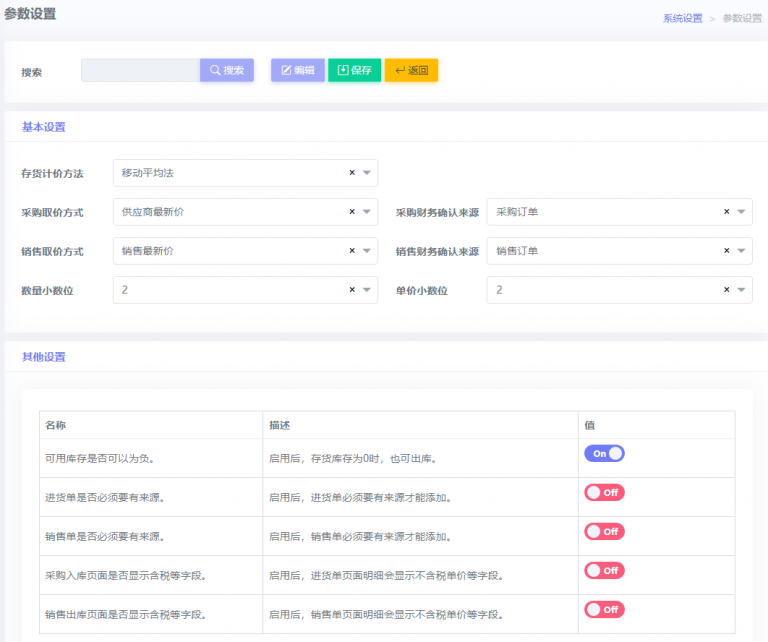 参数设置
系统设置 > 参数设置
搜索 搜索 编辑 保存 返回
基本设置
存货计价方法 移动平均法 × 
采购取价方式 供应商最新价 × 采购财务确认来源 采购订单 ×
销售取价方式 销售最新价 × 销售财务确认来源 销售订单 ×
数量小数位 2 × 单价小数位 2 ×
其他设置
名称 描述 值
可用库存是否可以为负。 启用后，存货库存为0时，也可出库。 On
进货单是否必须要有来源。 启用后，进货单必须要有来源才能添加。 Off
销售单是否必须要有来源。 启用后，销售单必须要有来源才能添加。 Off
采购入库页面是否显示含税等字段。 启用后，进货单页面明细会显示不含税单价等字段。 Off
销售出库页面是否显示含税等字段。 启用后，销售单页面明细会显示不含税单价等字段。 Off